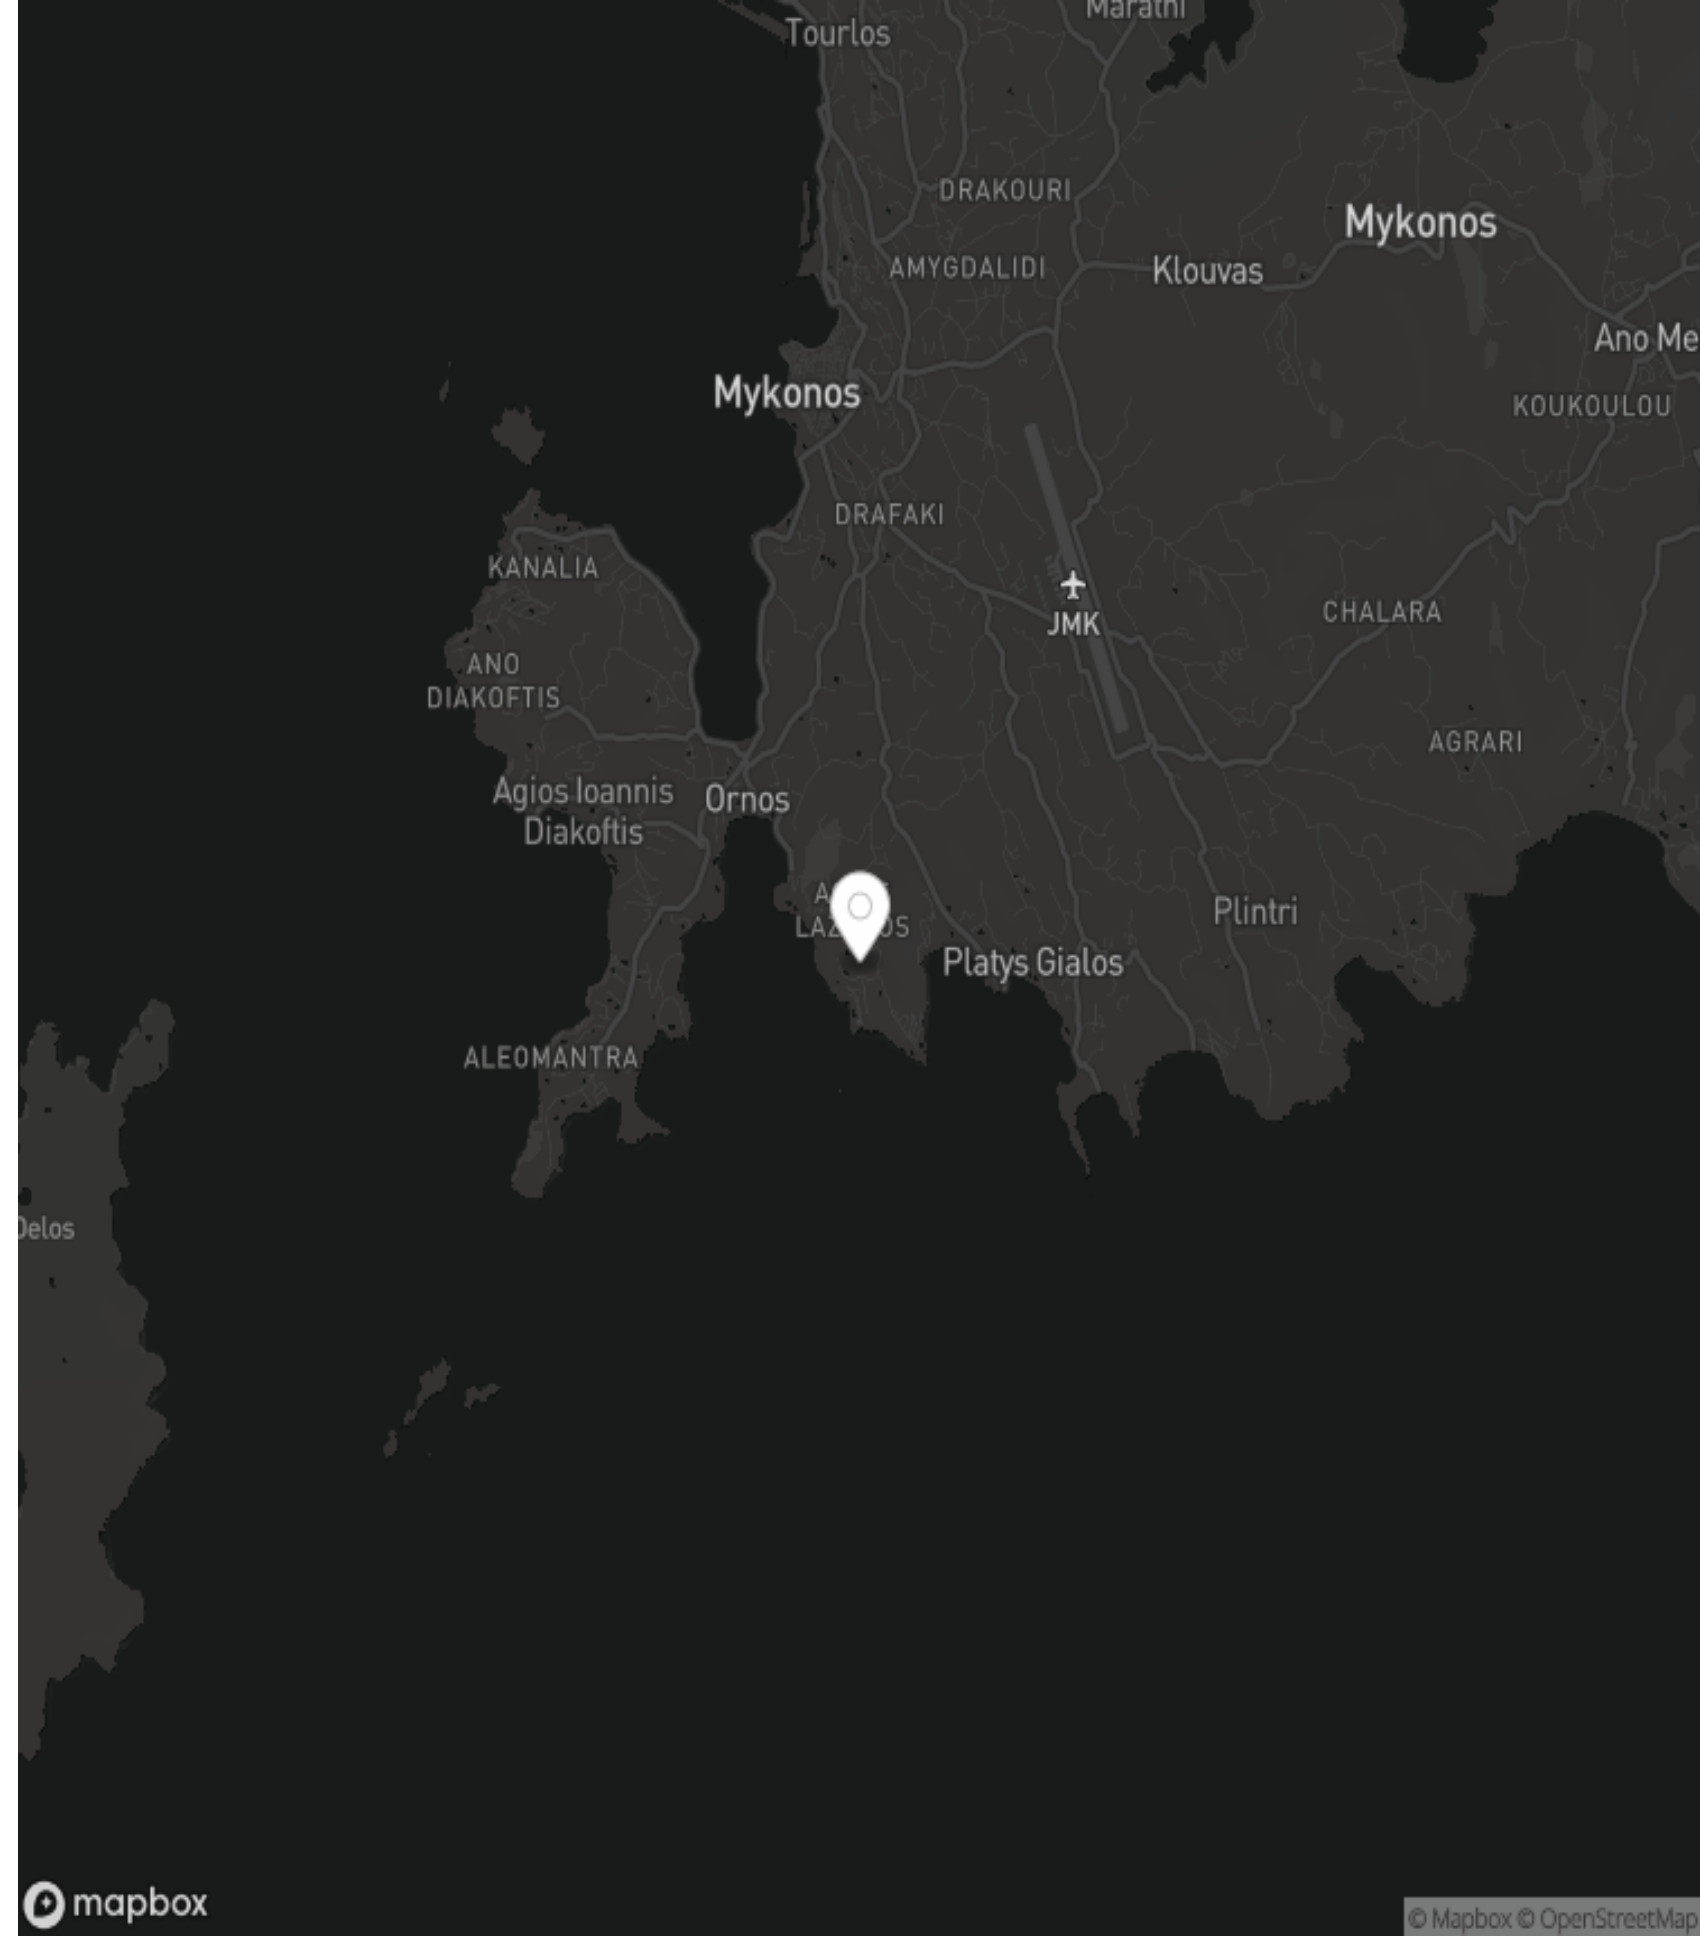 Marathi
Tourlos
DRAKOURI
Mykonos
AMYGDALIDI
Klouvas
Ano Me
Mykonos
KOUKOULOU
DRAFAKI
KANALIA
JMK
CHALARA
ANO
DIAKOFTIS
AGRARI
Agios Ioannis
Diakoftis
Ornos
Plintri
Platys Gialos
ALEOMANTRA
Delos
mapbox
© Mapbox © OpenStreetMap